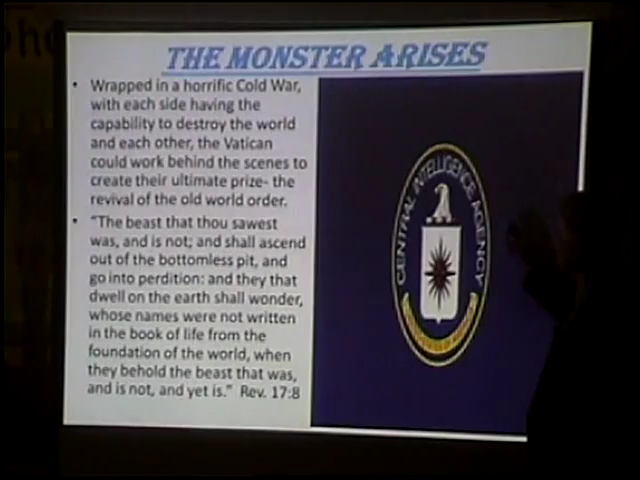 THE MONSTER ARISES
• Wrapped in a horrific Cold War,
with each side having the
capability to destroy the world
and each other, the Vatican
could work behind the scenes to
create their ultimate prize- the
revival of the old world order.
• “The beast that thou sawest
was, and is not; and shall ascend
out of the bottomless pit, and
go into perdition: and they that
dwell on the earth shall wonder,
whose names were not written
in the book of life from the
foundation of the world, when
they behold the beast that was,
and is not, and yet is.” Rev. 17:8
CENTRAL INTELLIGENCE AGENCY